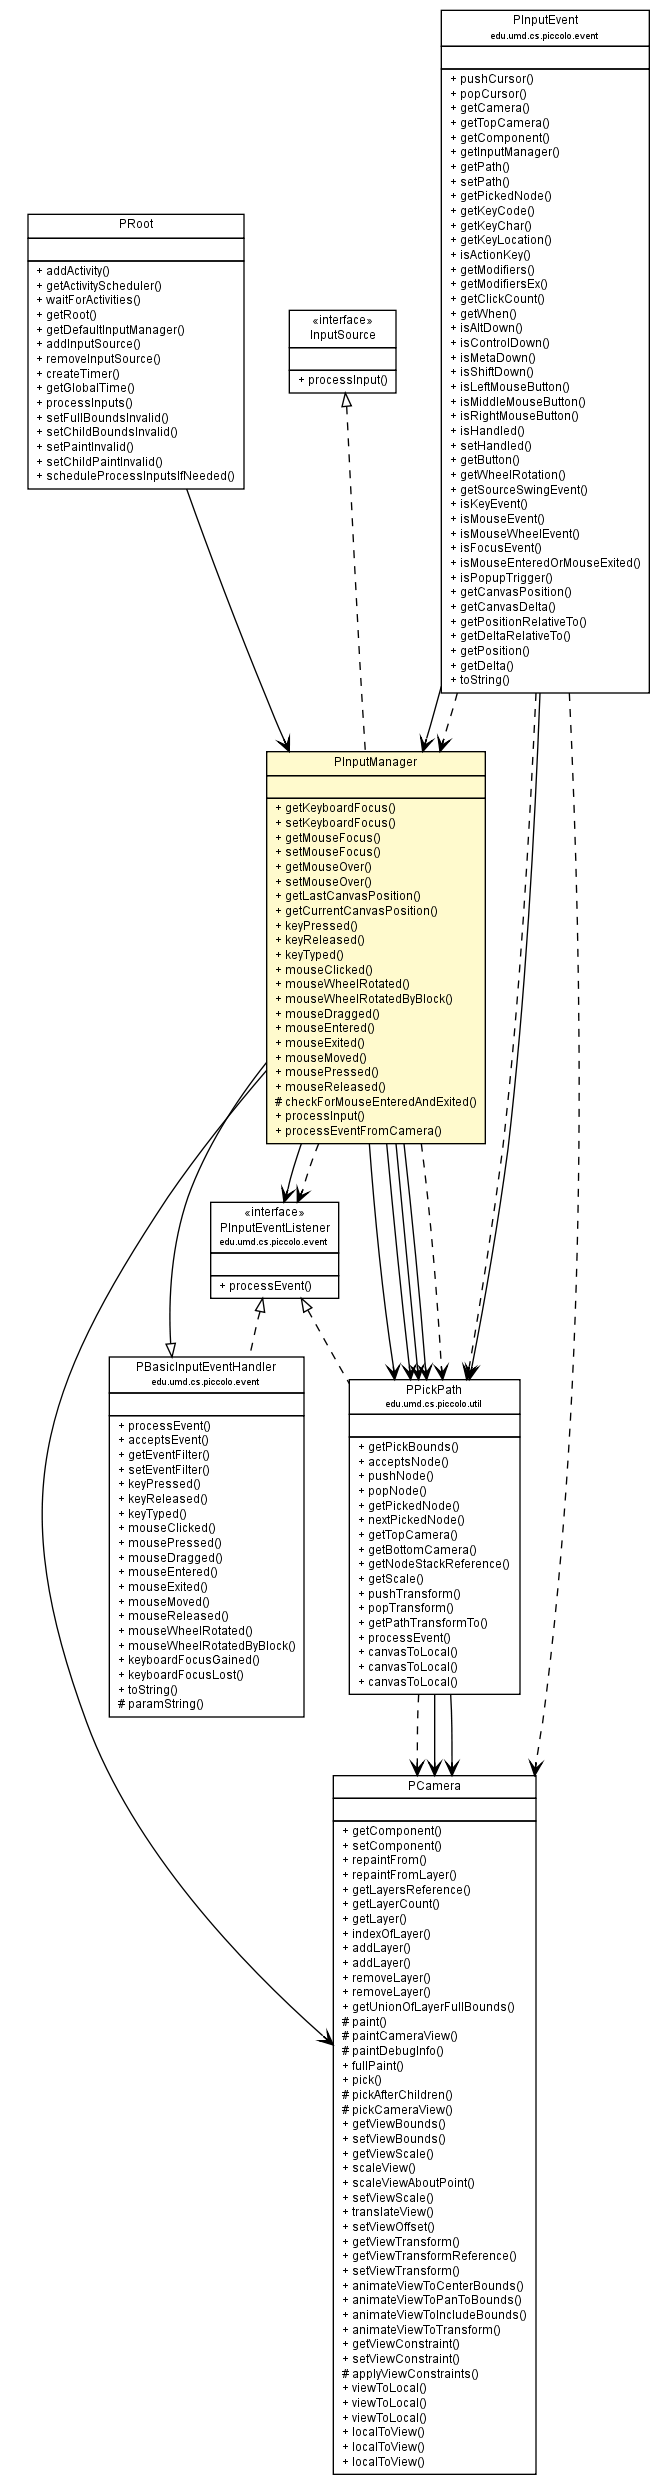 PInputEvent
edu.umd.cs.piccolo.event
+ pushCursor()
+ popCursor()
+ getCamera()
+ getTopCamera()
+ getComponent()
+ getInputManager()
+ getPath()
+ setPath()
+ getPickedNode()
+ getKeyCode()
+ getKeyChar()
+ getKeyLocation()
+ isActionKey()
+ getModifiers()
+ getModifiersEx()
+ getClickCount()
+ getWhen()
+ isAltDown()
+ isControlDown()
+ isMetaDown()
+ isShiftDown()
+ isLeftMouseButton()
+ isMiddleMouseButton()
+ isRightMouseButton()
+ isHandled()
+ setHandled()
+ getButton()
+ getWheelRotation()
+ getSourceSwingEvent()
+ isKeyEvent()
+ isMouseEvent()
+ isMouseWheelEvent()
+ isFocusEvent()
+ isMouseEnteredOrMouseExited()
+ isPopupTrigger()
+ getCanvasPosition()
+ getCanvasDelta()
+ getPositionRelativeTo()
+ getDeltaRelativeTo()
+ getPosition()
+ getDelta()
+ toString()
PRoot
+ addActivity()
+ getActivityScheduler()
+ waitForActivities()
+ getRoot()
+ getDefaultInputManager()
+ addInputSource()
+ removeInputSource()
+ createTimer()
+ getGlobalTime()
+ processInputs()
+ setFullBoundsInvalid()
+ setChildBoundsInvalid()
+ setPaintInvalid()
+ setChildPaintInvalid()
+ scheduleProcessInputsIfNeeded()
«interface»
InputSource
+ processInput()
PInputManager
+ getKeyboardFocus()
+ setKeyboardFocus()
+ getMouseFocus()
+ setMouseFocus()
+ getMouseOver()
+ setMouseOver()
+ getLastCanvasPosition()
+ getCurrentCanvasPosition()
+ keyPressed()
+ keyReleased()
+ keyTyped()
+ mouseClicked()
+ mouseWheelRotated()
+ mouseWheelRotatedByBlock()
+ mouseDragged()
+ mouseEntered()
+ mouseExited()
+ mouseMoved()
+ mousePressed()
+ mouseReleased()
# checkForMouseEnteredAndExited()
+ processInput()
+ processEventFromCamera()
«interface»
PInputEventListener
edu.umd.cs.piccolo.event
+ processEvent()
PBasicInputEventHandler
edu.umd.cs.piccolo.event
+ processEvent()
+ acceptsEvent()
+ getEventFilter()
+ setEventFilter()
+ keyPressed()
+ keyReleased()
+ keyTyped()
+ mouseClicked()
+ mousePressed()
+ mouseDragged()
+ mouseEntered()
+ mouseExited()
+ mouseMoved()
+ mouseReleased()
+ mouseWheelRotated()
+ mouseWheelRotatedByBlock()
+ keyboardFocusGained()
+ keyboardFocusLost()
+ toString()
# paramString()
PPickPath
edu.umd.cs.piccolo.util
+ getPickBounds()
+ acceptsNode()
+ pushNode()
+ popNode()
+ getPickedNode()
+ nextPickedNode()
+ getTopCamera()
+ getBottomCamera()
+ getNodeStackReference()
+ getScale()
+ pushTransform()
+ popTransform()
+ getPathTransformTo()
+ processEvent()
+ canvasToLocal()
+ canvasToLocal()
+ canvasToLocal()
PCamera
+ getComponent()
+ setComponent()
+ repaintFrom()
+ repaintFromLayer()
+ getLayersReference()
+ getLayerCount()
+ getLayer()
+ indexOfLayer()
+ addLayer()
+ addLayer()
+ removeLayer()
+ removeLayer()
+ getUnionOfLayerFullBounds()
# paint()
# paintCameraView()
# paintDebugInfo()
+ fullPaint()
+ pick()
# pickAfterChildren()
# pickCameraView()
+ getViewBounds()
+ setViewBounds()
+ getViewScale()
+ scaleView()
+ scaleViewAboutPoint()
+ setViewScale()
+ translateView()
+ setViewOffset()
+ getViewTransform()
+ getViewTransformReference()
+ setViewTransform()
+ animateViewToCenterBounds()
+ animateViewToPanToBounds()
+ animateViewToIncludeBounds()
+ animateViewToTransform()
+ getViewConstraint()
+ setViewConstraint()
# applyViewConstraints()
+ viewToLocal()
+ viewToLocal()
+ viewToLocal()
+ localToView()
+ localToView()
+ localToView()